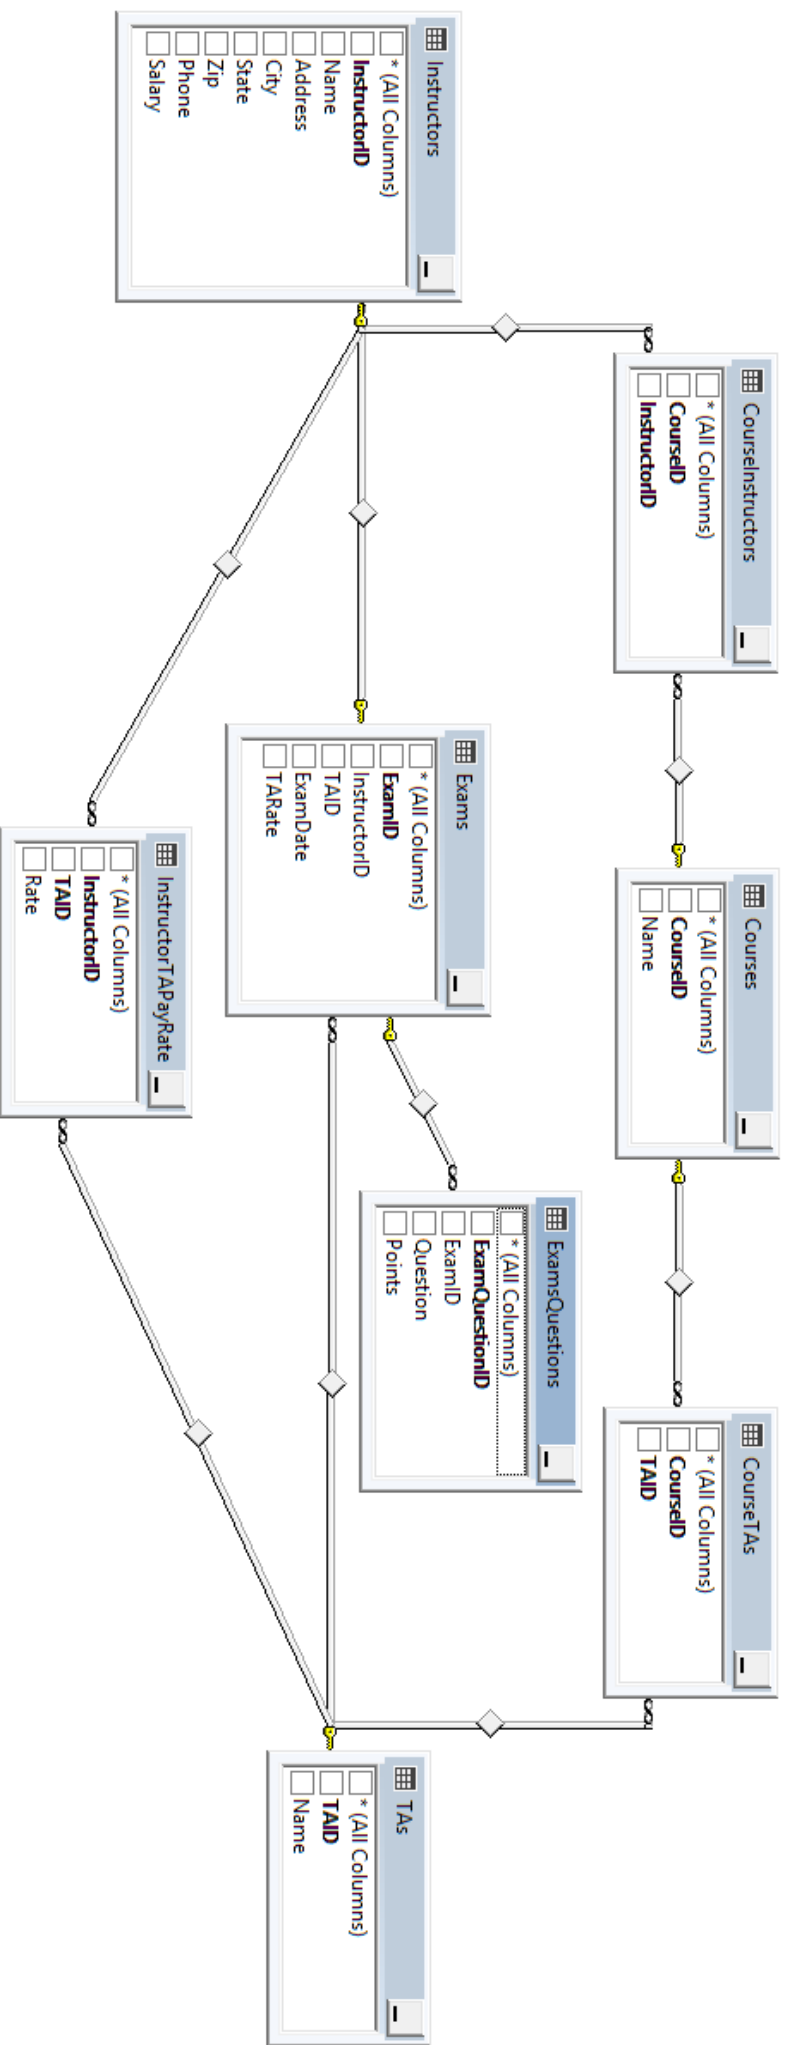 CourseInstructors
* (All Columns)
CourseID
InstructorID
Courses
* (All Columns)
CourseID
Name
CourseTAs
* (All Columns)
CourseID
TAID
Instructors
* (All Columns)
InstructorID
Name
Address
City
State
Zip
Phone
Salary
Exams
* (All Columns)
ExamID
InstructorID
TAID
ExamDate
TARate
ExamsQuestions
* (All Columns)
ExamQuestionID
ExamID
Question
Points
TAs
* (All Columns)
TAID
Name
InstructorTAPayRate
* (All Columns)
InstructorID
TAID
Rate